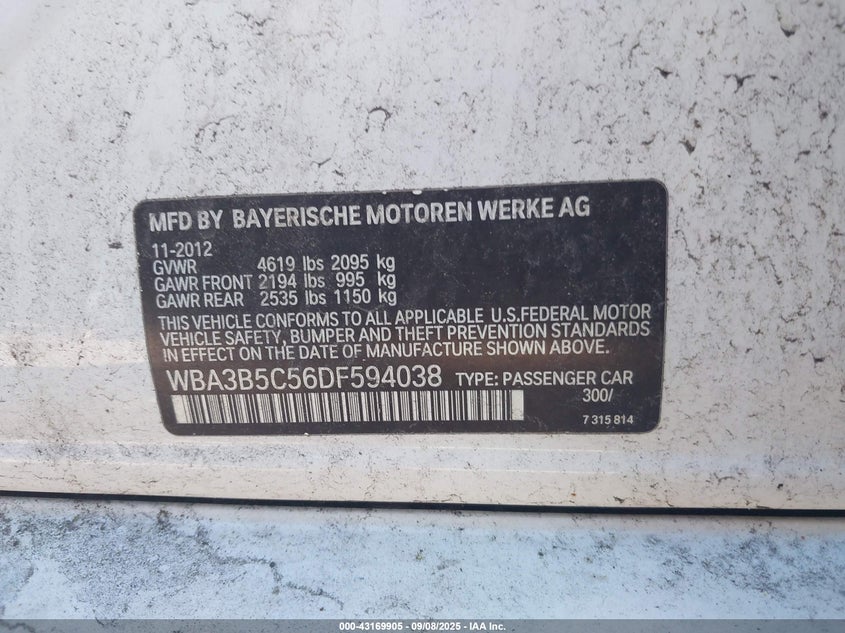 MFD BY BAYERISCHE MOTOREN WERKE AG
11-2012
GVWR 4619 lbs 2095 kg
GAWR FRONT 2194 lbs 995 kg
GAWR REAR 2535 lbs 1150 kg
THIS VEHICLE CONFORMS TO ALL APPLICABLE U.S.FEDERAL MOTOR
VEHICLE SAFETY, BUMPER AND THEFT PREVENTION STANDARDS
IN EFFECT ON THE DATE OF MANUFACTURE SHOWN ABOVE.
WBA3B5C56DF594038 TYPE: PASSENGER CAR
300/
7 315 814
000-43169905 - 09/08/2025 - IAA Inc.